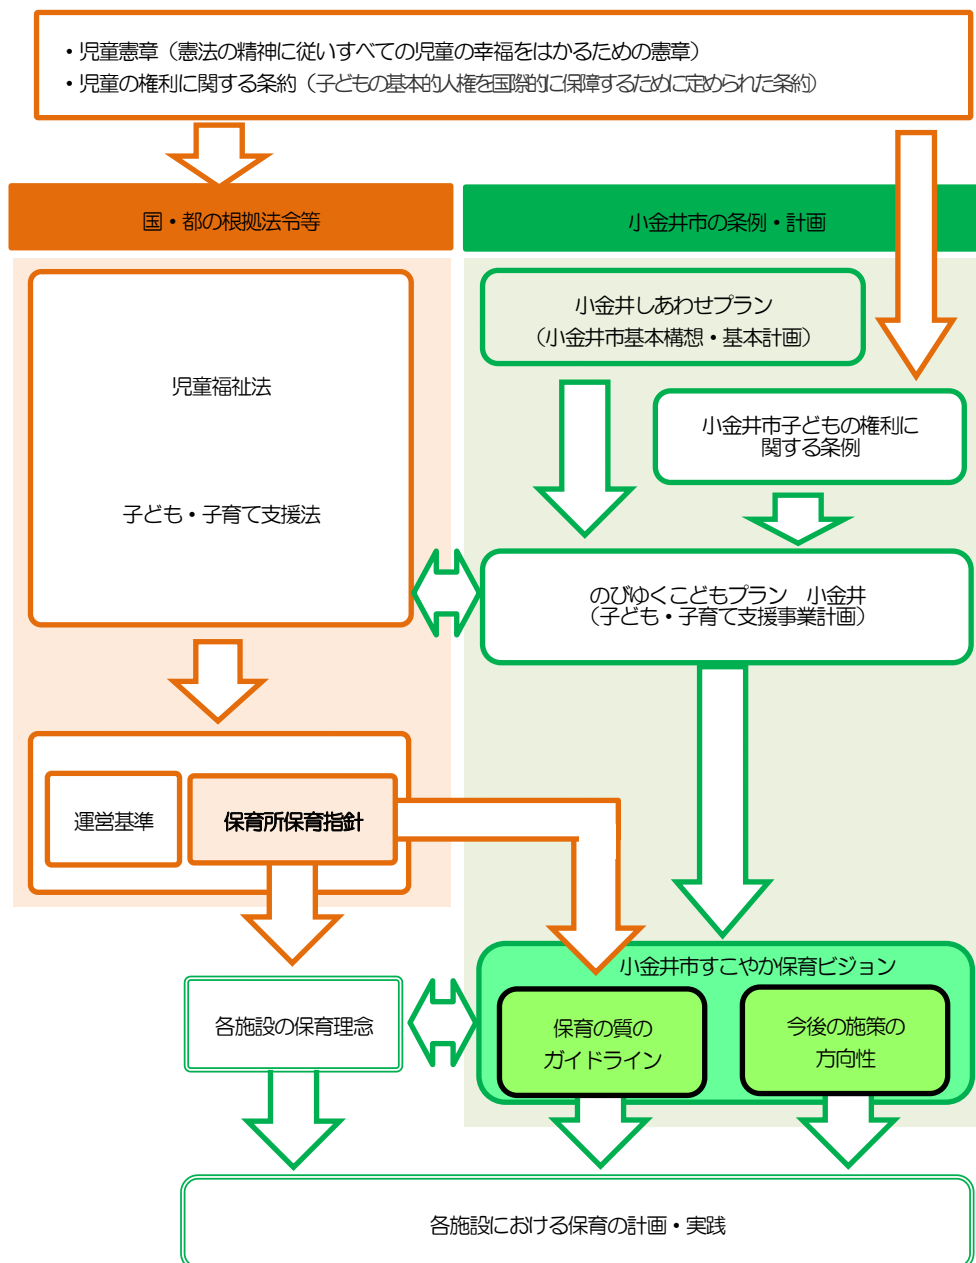 ・児童憲章（憲法の精神に従いすべての児童の幸福をはかるための憲章）
・児童の権利に関する条約（子どもの基本的人権を国際的に保障するために定められた条約）
国・都の根拠法令等
小金井市の条例・計画
児童福祉法
子ども・子育て支援法
小金井しあわせプラン
（小金井市基本構想・基本計画）
小金井市子どもの権利に
関する条例
のびゆくこどもプラン　小金井
（子ども・子育て支援事業計画）
運営基準
保育所保育指針
小金井市すこやか保育ビジョン
各施設の保育理念
保育の質の
ガイドライン
今後の施策の
方向性
各施設における保育の計画・実践